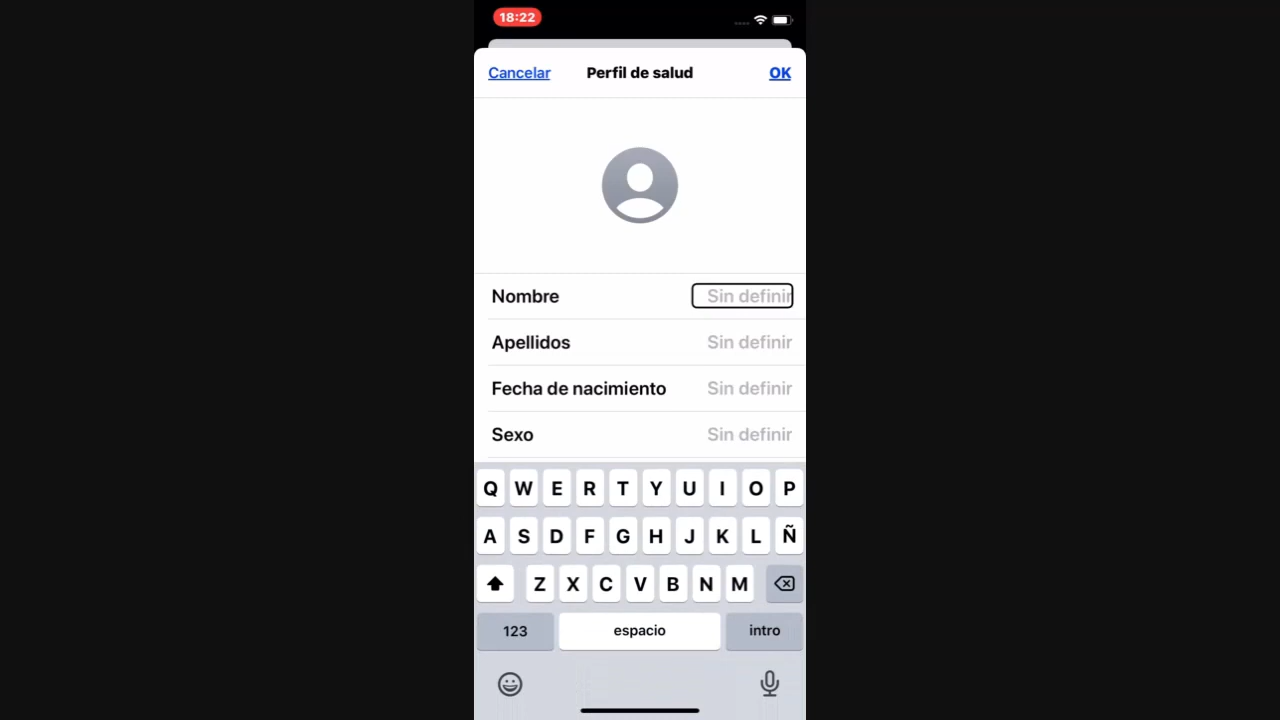 18:22
Cancelar Perfil de salud OK
Nombre Sin definir
Apellidos Sin definir
Fecha de nacimiento Sin definir
Sexo Sin definir
Q W E R T Y U I O P
A S D F G H J K L Ñ
Z X C V B N M
123 espacio intro